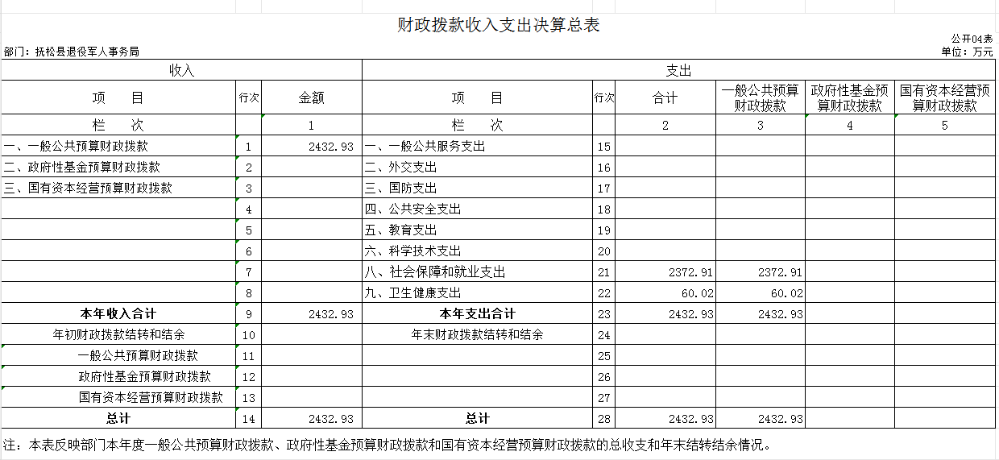 财政拨款收入支出决算总表
公开04表
部门：抚松县退役军人事务局 单位：万元
收入 支出
项 目 行次 金额 项 目 行次 合计 一般公共预算财政拨款 政府性基金预算财政拨款 国有资本经营预算财政拨款
栏 次 1 栏 次 2 3 4 5
一、一般公共预算财政拨款 1 2432.93 一、一般公共服务支出 15
二、政府性基金预算财政拨款 2 二、外交支出 16
三、国有资本经营预算财政拨款 3 三、国防支出 17
4 四、公共安全支出 18
5 五、教育支出 19
6 六、科学技术支出 20
7 八、社会保障和就业支出 21 2372.91 2372.91
8 九、卫生健康支出 22 60.02 60.02
本年收入合计 9 2432.93 本年支出合计 23 2432.93 2432.93
年初财政拨款结转和结余 10 年末财政拨款结转和结余 24
一般公共预算财政拨款 11 25
政府性基金预算财政拨款 12 26
国有资本经营预算财政拨款 13 27
总计 14 2432.93 总计 28 2432.93 2432.93
注：本表反映部门本年度一般公共预算财政拨款、政府性基金预算财政拨款和国有资本经营预算财政拨款的总收支和年末结转结余情况。